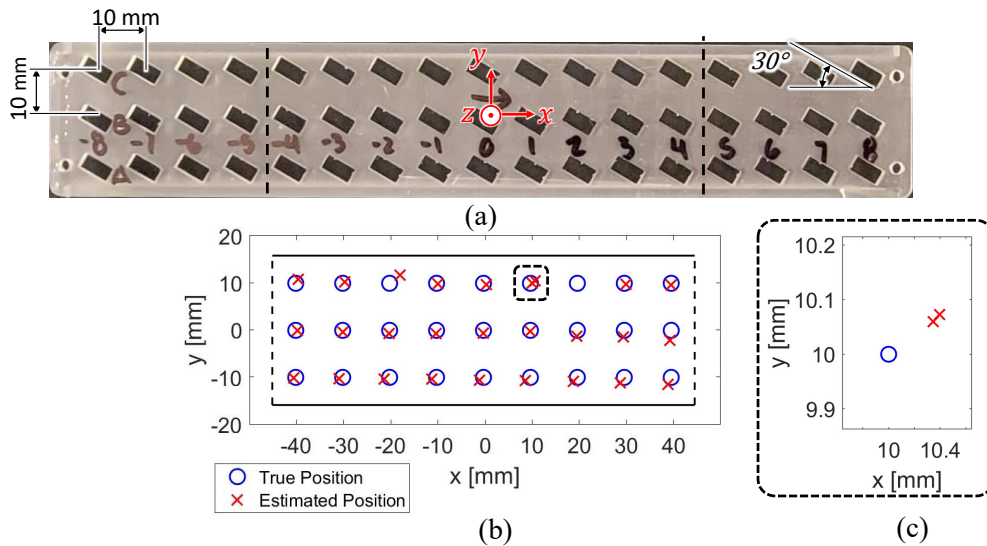 10 mm
10 mm
C
B
A
-8 -7 -6 -5 -4 -3 -2 -1 0 1 2 3 4 5 6 7 8
y
z
x
30°
(a)
20
10
0
-10
-20
y [mm]
-40 -30 -20 -10 0 10 20 30 40
x [mm]
True Position
Estimated Position
(b)
10.2
10.1
10
9.9
y [mm]
10 10.4
x [mm]
(c)